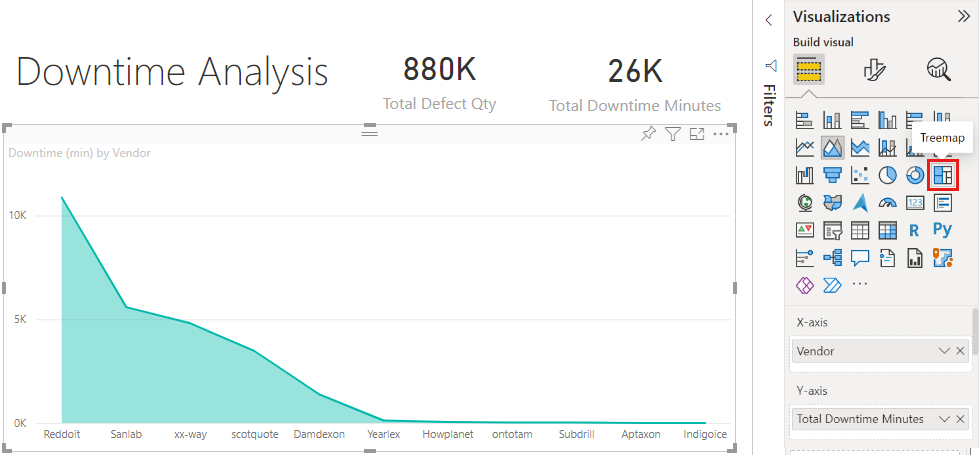 Visualizations
Build visual
Filters
Downtime Analysis
880K
Total Defect Qty
26K
Total Downtime Minutes
Treemap
Downtime (min) by Vendor
10K
5K
0K
Reddoit Sanlab xx-way scotquote Damdexon Yearlex Howplanet ontotam Subdrill Aptaxon Indigoice
123
R Py
X-axis
Vendor
Y-axis
Total Downtime Minutes